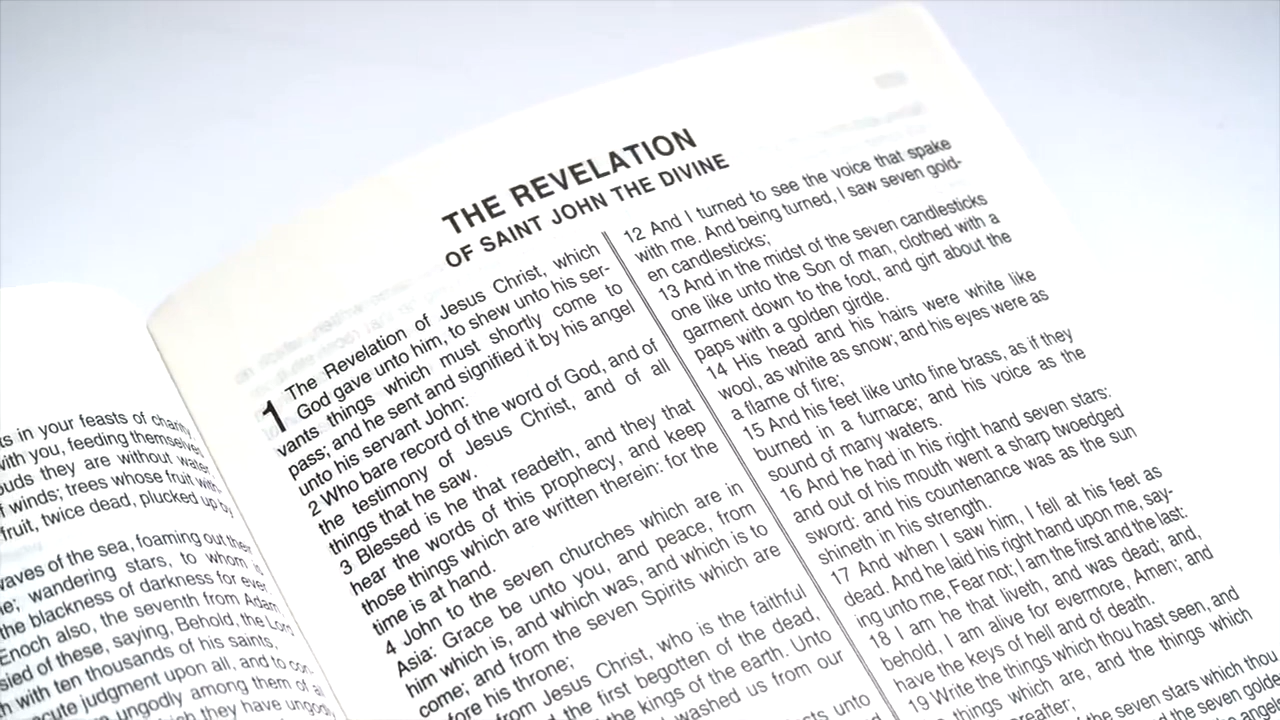 ts in your feasts of charity
with you, feeding themselves
ouds they are without water
f winds; trees whose fruit with-
fruit, twice dead, plucked up by
waves of the sea, foaming out their
ne; wandering stars, to whom is
the blackness of darkness for ever
Enoch also, the seventh from Adam,
sied of these, saying, Behold, the Lord
h with ten thousands of his saints,
ecute judgment upon all, and to con-
ungodly among them of all
they have ungodly
THE REVELATION
OF SAINT JOHN THE DIVINE
1 The Revelation of Jesus Christ, which
God gave unto him, to shew unto his ser-
vants things which must shortly come to
pass; and he sent and signified it by his angel
unto his servant John:
2 Who bare record of the word of God, and of
the testimony of Jesus Christ, and of all
things that he saw.
3 Blessed is he that readeth, and they that
hear the words of this prophecy, and keep
those things which are written therein: for the
time is at hand.
4 John to the seven churches which are in
Asia: Grace be unto you, and peace, from
him which is, and which was, and which is to
come; and from the seven Spirits which are
fore his throne;
from Jesus Christ, who is the faithful
d the first begotten of the dead,
the kings of the earth. Unto
d washed us from our
unto
12 And I turned to see the voice that spake
with me. And being turned, I saw seven gold-
en candlesticks;
13 And in the midst of the seven candlesticks
one like unto the Son of man, clothed with a
garment down to the foot, and girt about the
paps with a golden girdle.
14 His head and his hairs were white like
wool, as white as snow; and his eyes were as
a flame of fire;
15 And his feet like unto fine brass, as if they
burned in a furnace; and his voice as the
sound of many waters.
16 And he had in his right hand seven stars:
and out of his mouth went a sharp twoedged
sword: and his countenance was as the sun
shineth in his strength.
17 And when I saw him, I fell at his feet as
dead. And he laid his right hand upon me, say-
ing unto me, Fear not; I am the first and the last:
18 I am he that liveth, and was dead; and,
behold, I am alive for evermore, Amen; and
have the keys of hell and of death.
19 Write the things which thou hast seen, and
things which are, and the things which
ereafter;
the seven stars which thou
and the seven golde